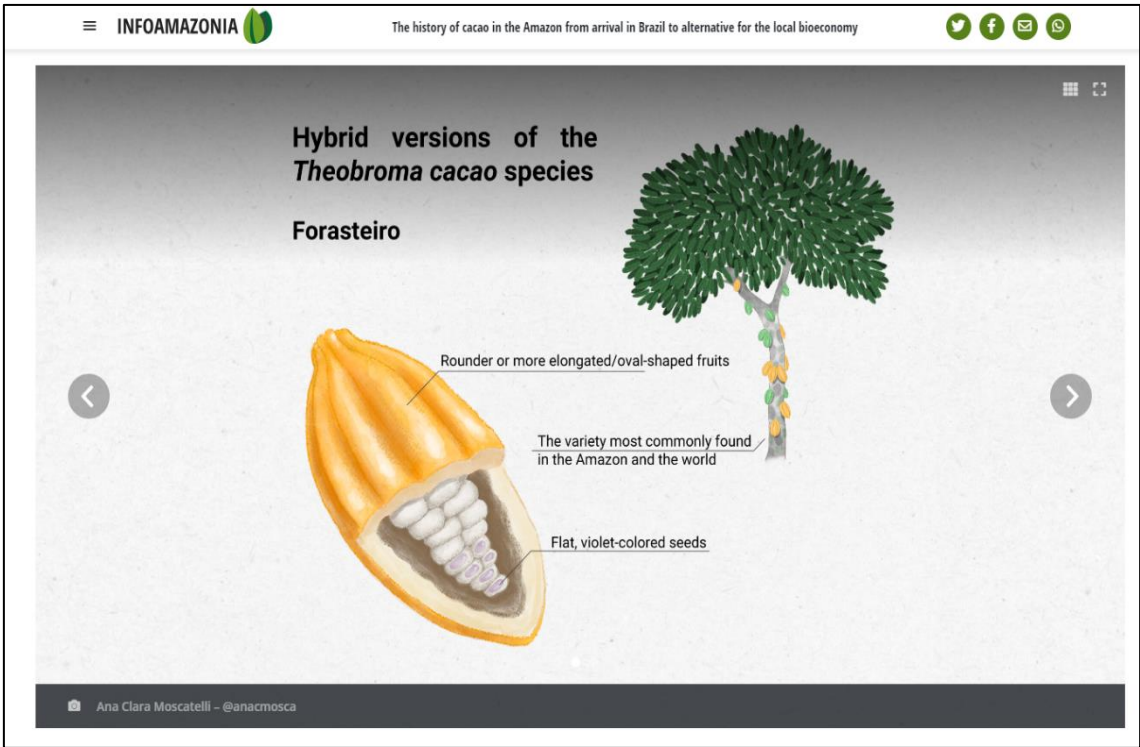 INFOAMAZONIA
The history of cacao in the Amazon from arrival in Brazil to alternative for the local bioeconomy
Hybrid versions of the
Theobroma cacao species
Forasteiro
Rounder or more elongated/oval-shaped fruits
The variety most commonly found
in the Amazon and the world
Flat, violet-colored seeds
Ana Clara Moscatelli – @anacmosca